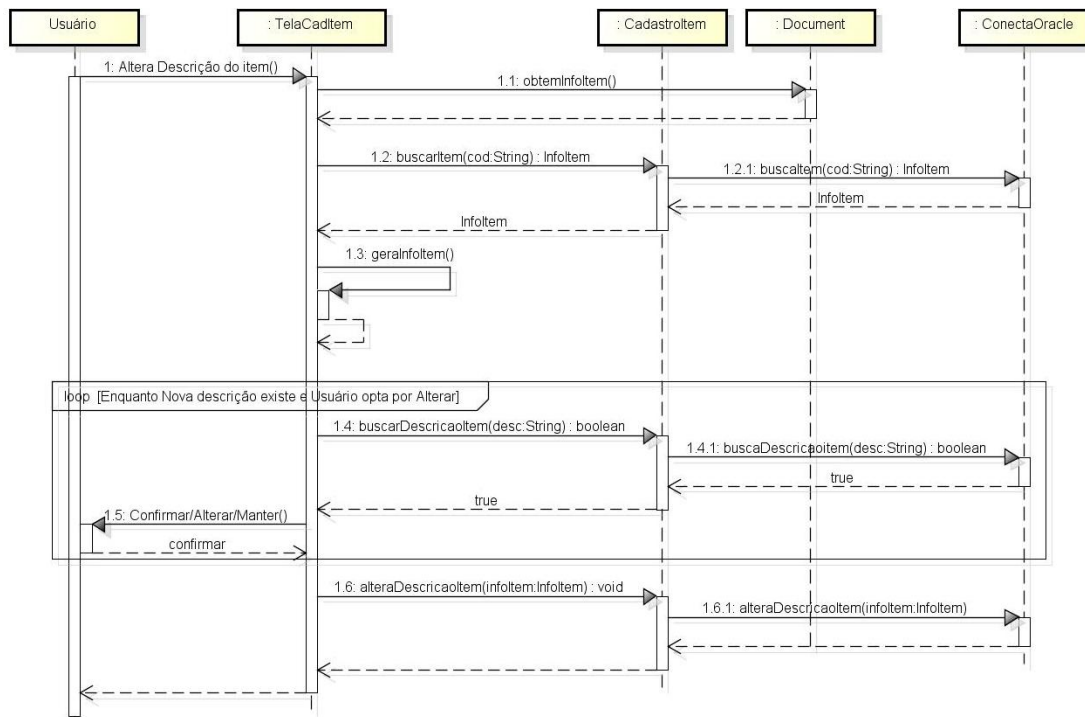 Usuário
: TelaCadItem
: CadastroItem
: Document
: ConectaOracle
1: Altera Descrição do item()
1.1: obtemInfoItem()
1.2: buscarItem(cod:String) : InfoItem
1.2.1: buscaItem(cod:String) : InfoItem
InfoItem
InfoItem
1.3: geraInfoItem()
loop [Enquanto Nova descrição existe e Usuário opta por Alterar]
1.4: buscarDescricaoItem(desc:String) : boolean
1.4.1: buscaDescricaoitem(desc:String) : boolean
true
true
1.5: Confirmar/Alterar/Manter()
confirmar
1.6: alteraDescricaoItem(infoItem:InfoItem) : void
1.6.1: alteraDescricaoItem(infoItem:InfoItem)